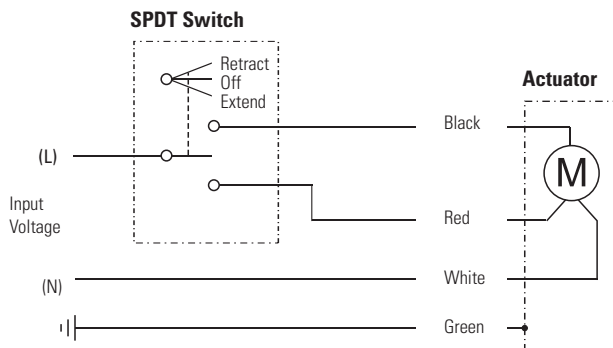 SPDT Switch
Retract
Off
Extend
Actuator
Black
(L)
M
Input
Voltage
Red
White
(N)
Green